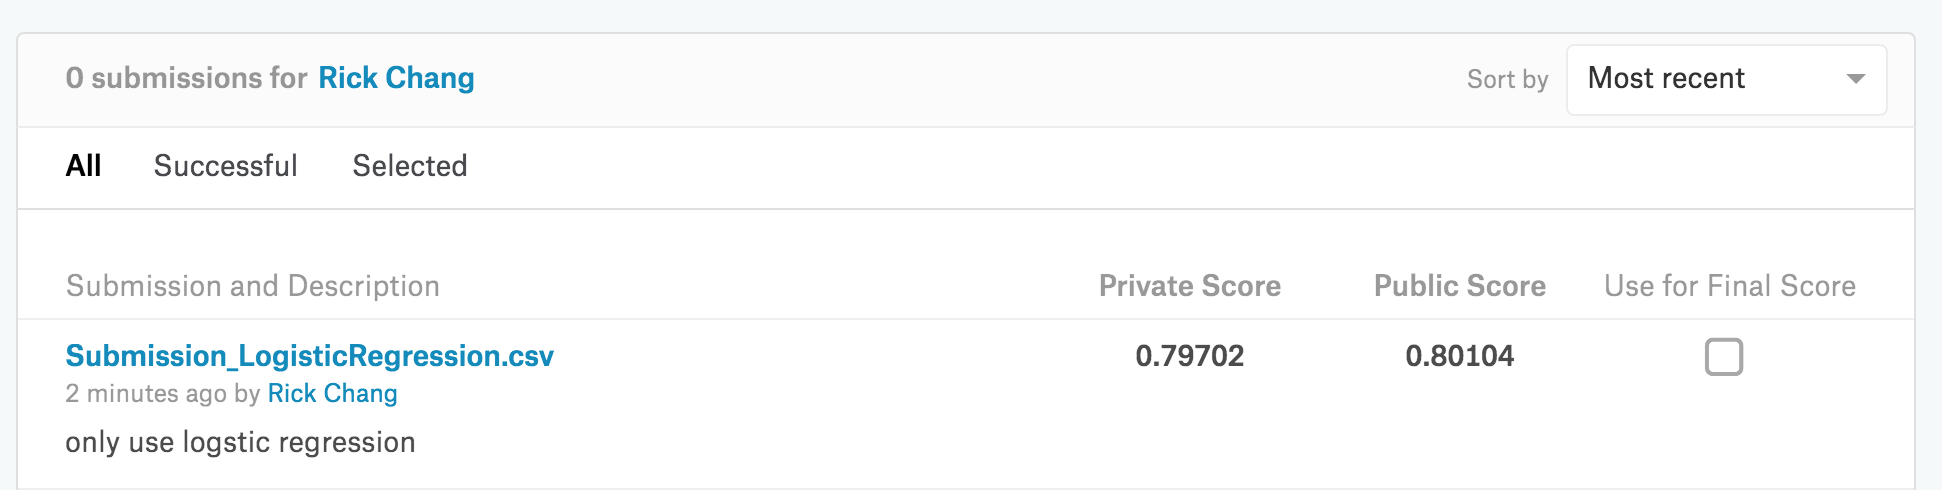 0 submissions for Rick Chang
Sort by Most recent
All Successful Selected
Submission and Description Private Score Public Score Use for Final Score
Submission_LogisticRegression.csv 0.79702 0.80104
2 minutes ago by Rick Chang
only use logstic regression